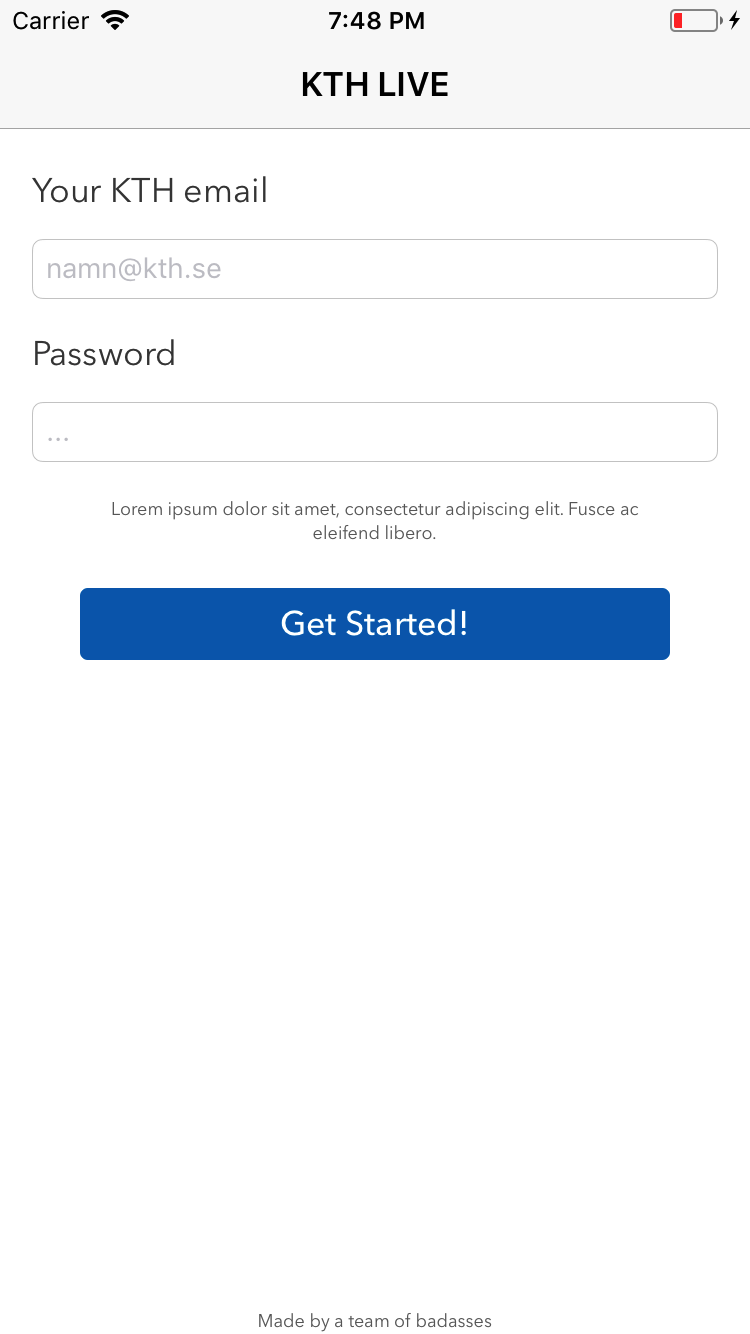 Carrier 7:48 PM
KTH LIVE
Your KTH email
namn@kth.se
Password
...
Lorem ipsum dolor sit amet, consectetur adipiscing elit. Fusce ac
eleifend libero.
Get Started!
Made by a team of badasses